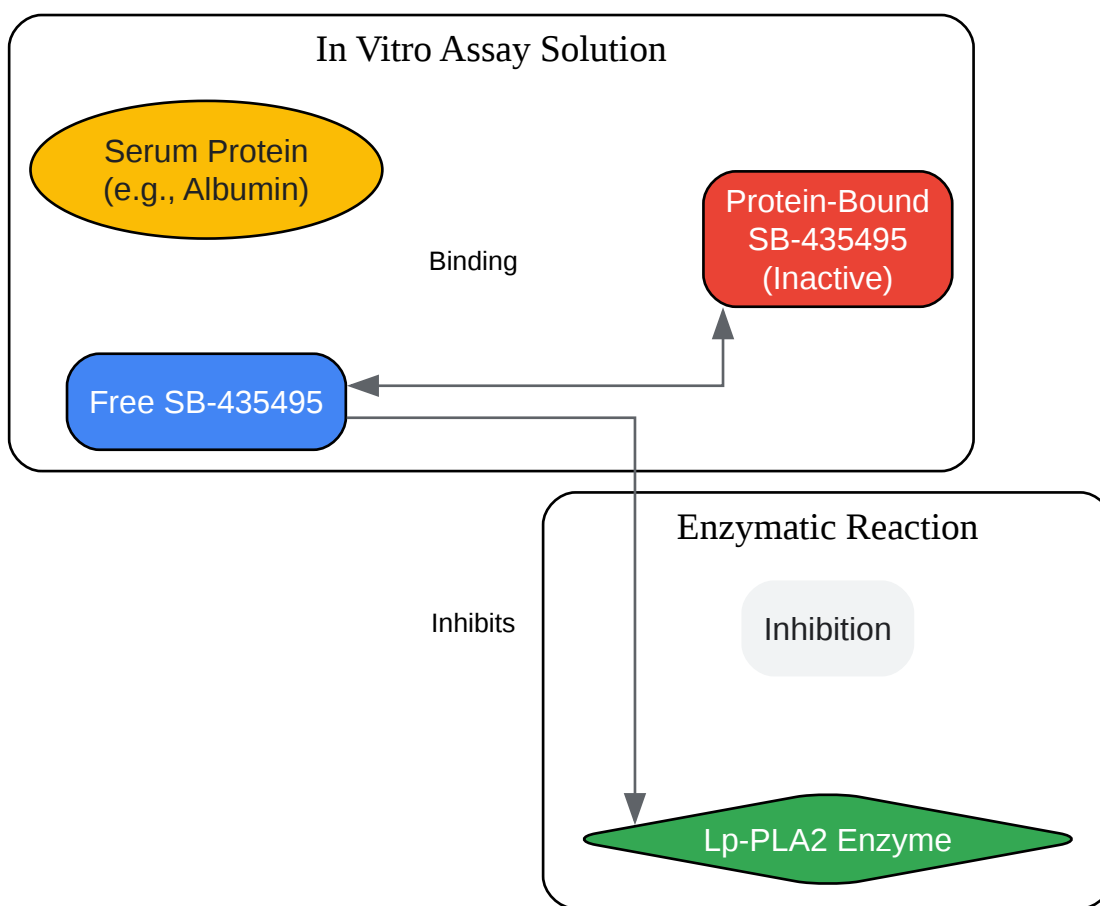 In Vitro Assay Solution
Serum Protein
(e.g., Albumin)
Protein-Bound
SB-435495
(Inactive)
Binding
Free SB-435495
Enzymatic Reaction
Inhibits
Inhibition
Lp-PLA2 Enzyme